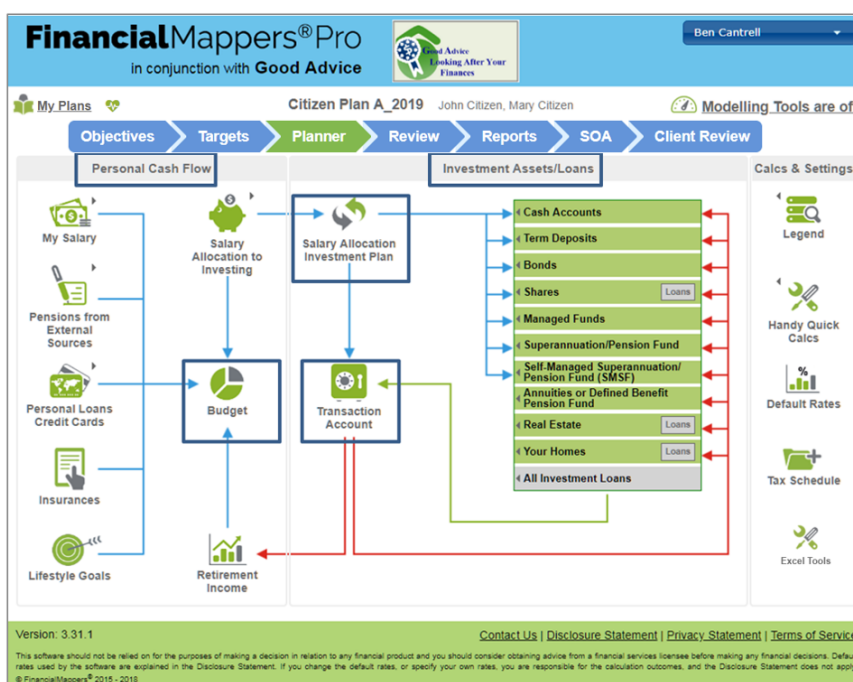 FinancialMappers®Pro
in conjunction with Good Advice
Good Advice
Looking After Your
Finances
Ben Cantrell
My Plans
Citizen Plan A_2019 John Citizen, Mary Citizen
Modelling Tools are of
Objectives
Targets
Planner
Review
Reports
SOA
Client Review
Personal Cash Flow
Investment Assets/Loans
Calcs & Settings
My Salary
Pensions from
External
Sources
Personal Loans
Credit Cards
Insurances
Lifestyle Goals
Salary
Allocation to
Investing
Budget
Retirement
Income
Salary Allocation
Investment Plan
Transaction
Account
Cash Accounts
Term Deposits
Bonds
Shares Loans
Managed Funds
Superannuation/Pension Fund
Self-Managed Superannuation/
Pension Fund (SMSF)
Annuities or Defined Benefit
Pension Fund
Real Estate Loans
Your Homes Loans
All Investment Loans
Legend
Handy Quick
Calcs
%
Default Rates
Tax Schedule
Excel Tools
Version: 3.31.1
Contact Us | Disclosure Statement | Privacy Statement | Terms of Service
This software should not be relied on for the purposes of making a decision in relation to any financial product and you should consider obtaining advice from a financial services licensee before making any financial decisions. Defau
rates used by the software are explained in the Disclosure Statement. If you change the default rates, or specify your own rates, you are responsible for the calculation outcomes, and the Disclosure Statement does not apply
© FinancialMappers® 2015 - 2018